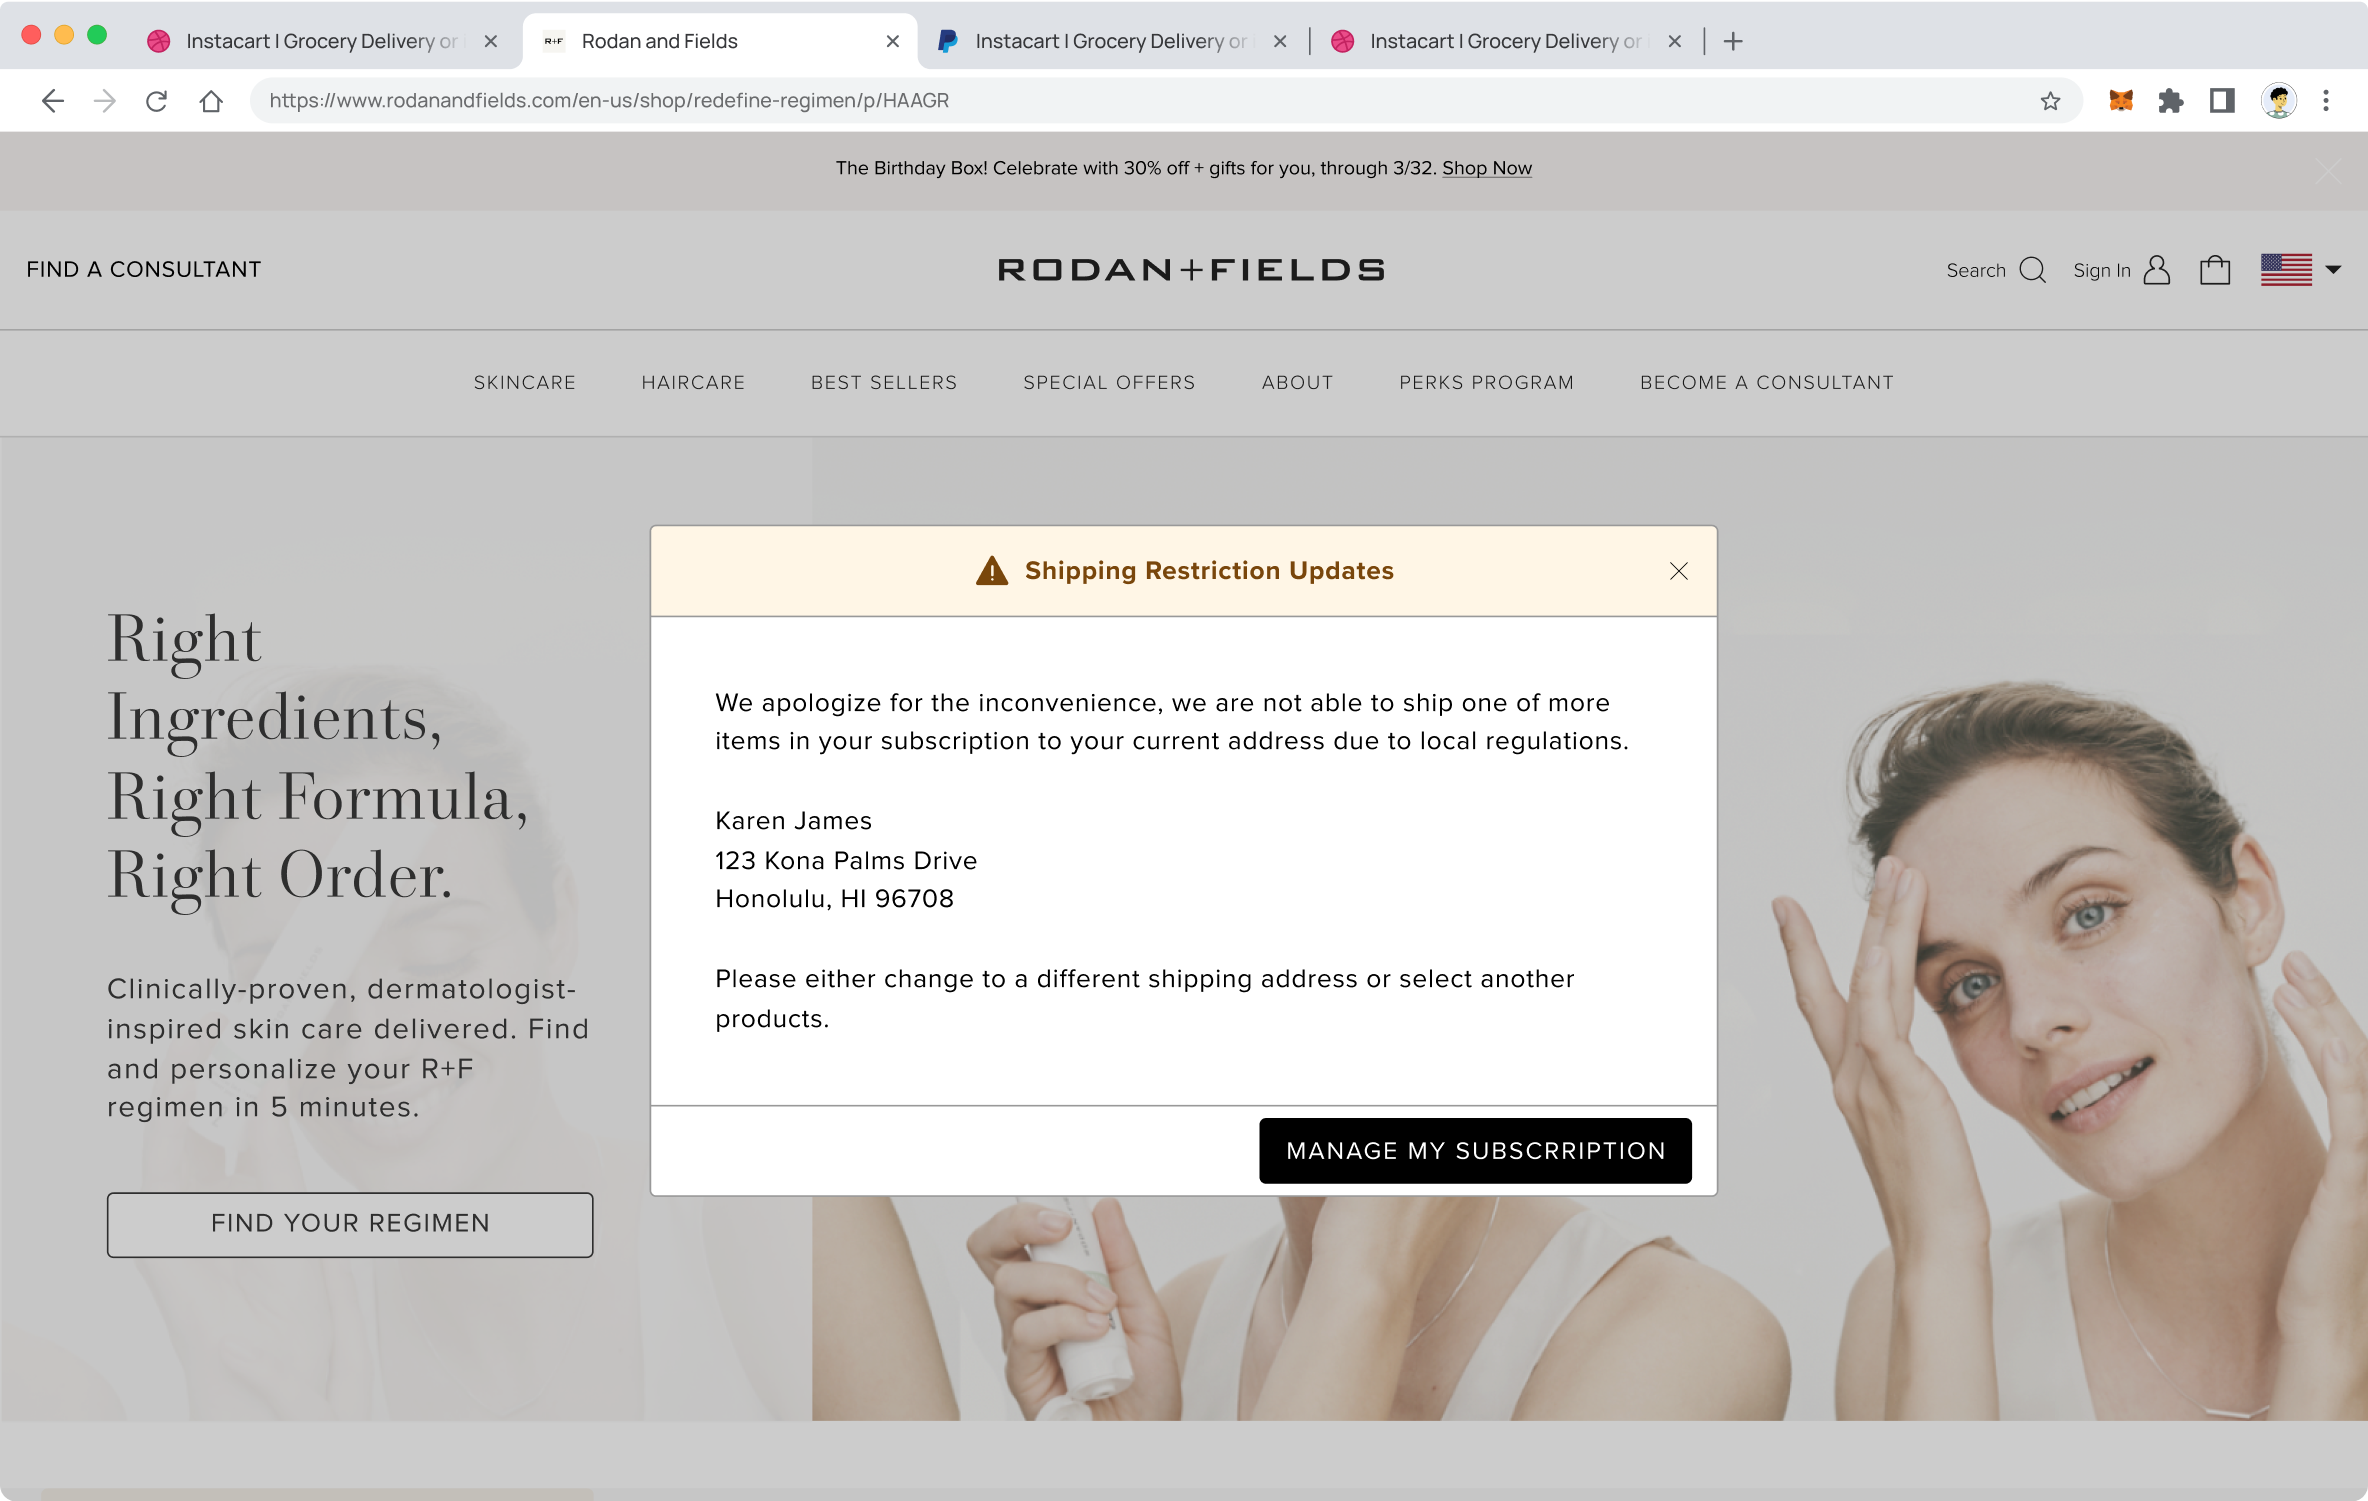 Instacart | Grocery Delivery or
Rodan and Fields
Instacart | Grocery Delivery or
Instacart | Grocery Delivery or
https://www.rodanandfields.com/en-us/shop/redefine-regimen/p/HAAGR
The Birthday Box! Celebrate with 30% off + gifts for you, through 3/32. Shop Now
FIND A CONSULTANT
RODAN+FIELDS
Search
Sign In
SKINCARE
HAIRCARE
BEST SELLERS
SPECIAL OFFERS
ABOUT
PERKS PROGRAM
BECOME A CONSULTANT
Right
Ingredients,
Right Formula,
Right Order.
Clinically-proven, dermatologist-
inspired skin care delivered. Find
and personalize your R+F
regimen in 5 minutes.
FIND YOUR REGIMEN
Shipping Restriction Updates
We apologize for the inconvenience, we are not able to ship one of more
items in your subscription to your current address due to local regulations.
Karen James
123 Kona Palms Drive
Honolulu, HI 96708
Please either change to a different shipping address or select another
products.
MANAGE MY SUBSCRRIPTION